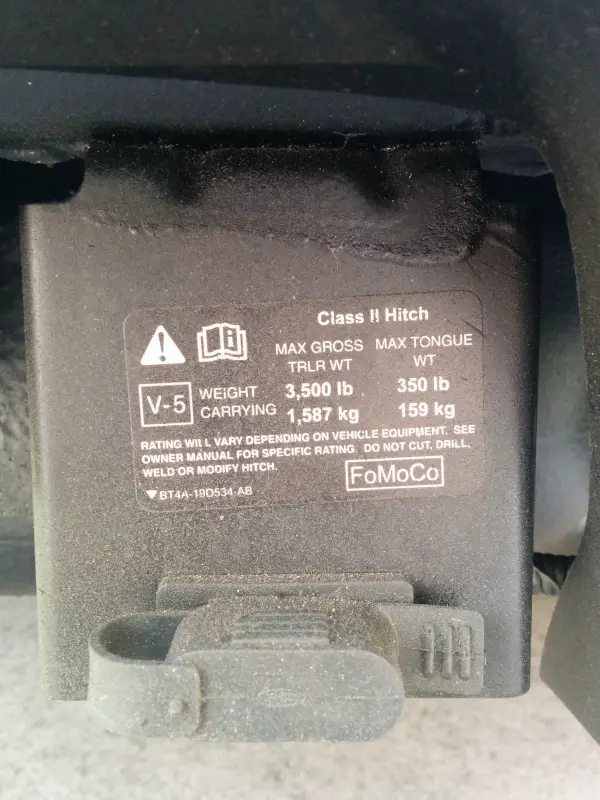 Class II Hitch
MAX GROSS TRLR WT
MAX TONGUE WT
V-5
WEIGHT CARRYING
3,500 lb
350 lb
1,587 kg
159 kg
RATING WILL VARY DEPENDING ON VEHICLE EQUIPMENT. SEE
OWNER MANUAL FOR SPECIFIC RATING DO NOT CUT, DRILL,
WELD OR MODIFY HITCH.
FoMoCo
BT4A-19D534-AB